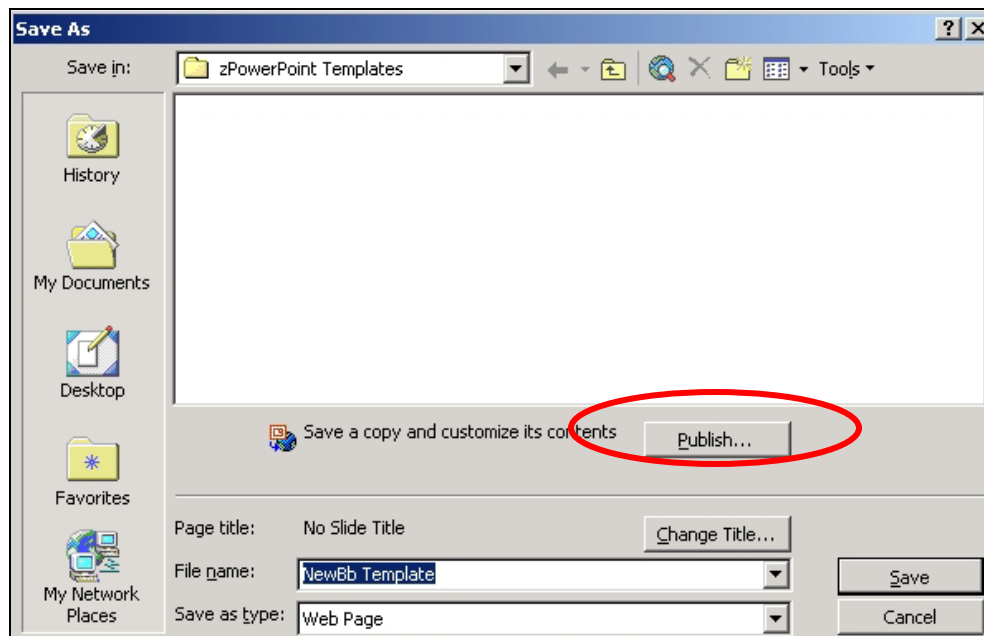 Save As
Save in: zPowerPoint Templates Tools
History
My Documents
Desktop
Save a copy and customize its contents Publish...
Favorites
Page title: No Slide Title Change Title...
File name: NewBb Template Save
My Network
Places
Save as type: Web Page Cancel